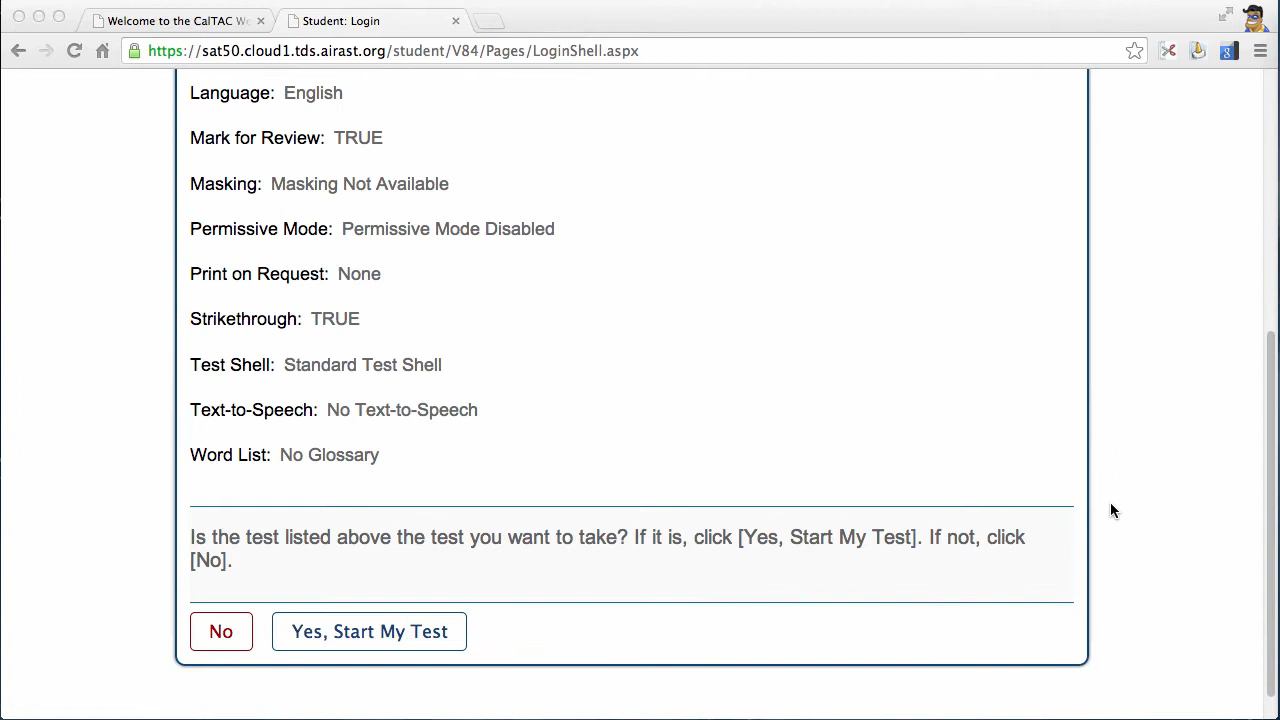 Welcome to the CalTAC We
Student: Login
https://sat50.cloud1.tds.airast.org/student/V84/Pages/LoginShell.aspx
Language: English
Mark for Review: TRUE
Masking: Masking Not Available
Permissive Mode: Permissive Mode Disabled
Print on Request: None
Strikethrough: TRUE
Test Shell: Standard Test Shell
Text-to-Speech: No Text-to-Speech
Word List: No Glossary
Is the test listed above the test you want to take? If it is, click [Yes, Start My Test]. If not, click
[No].
No
Yes, Start My Test